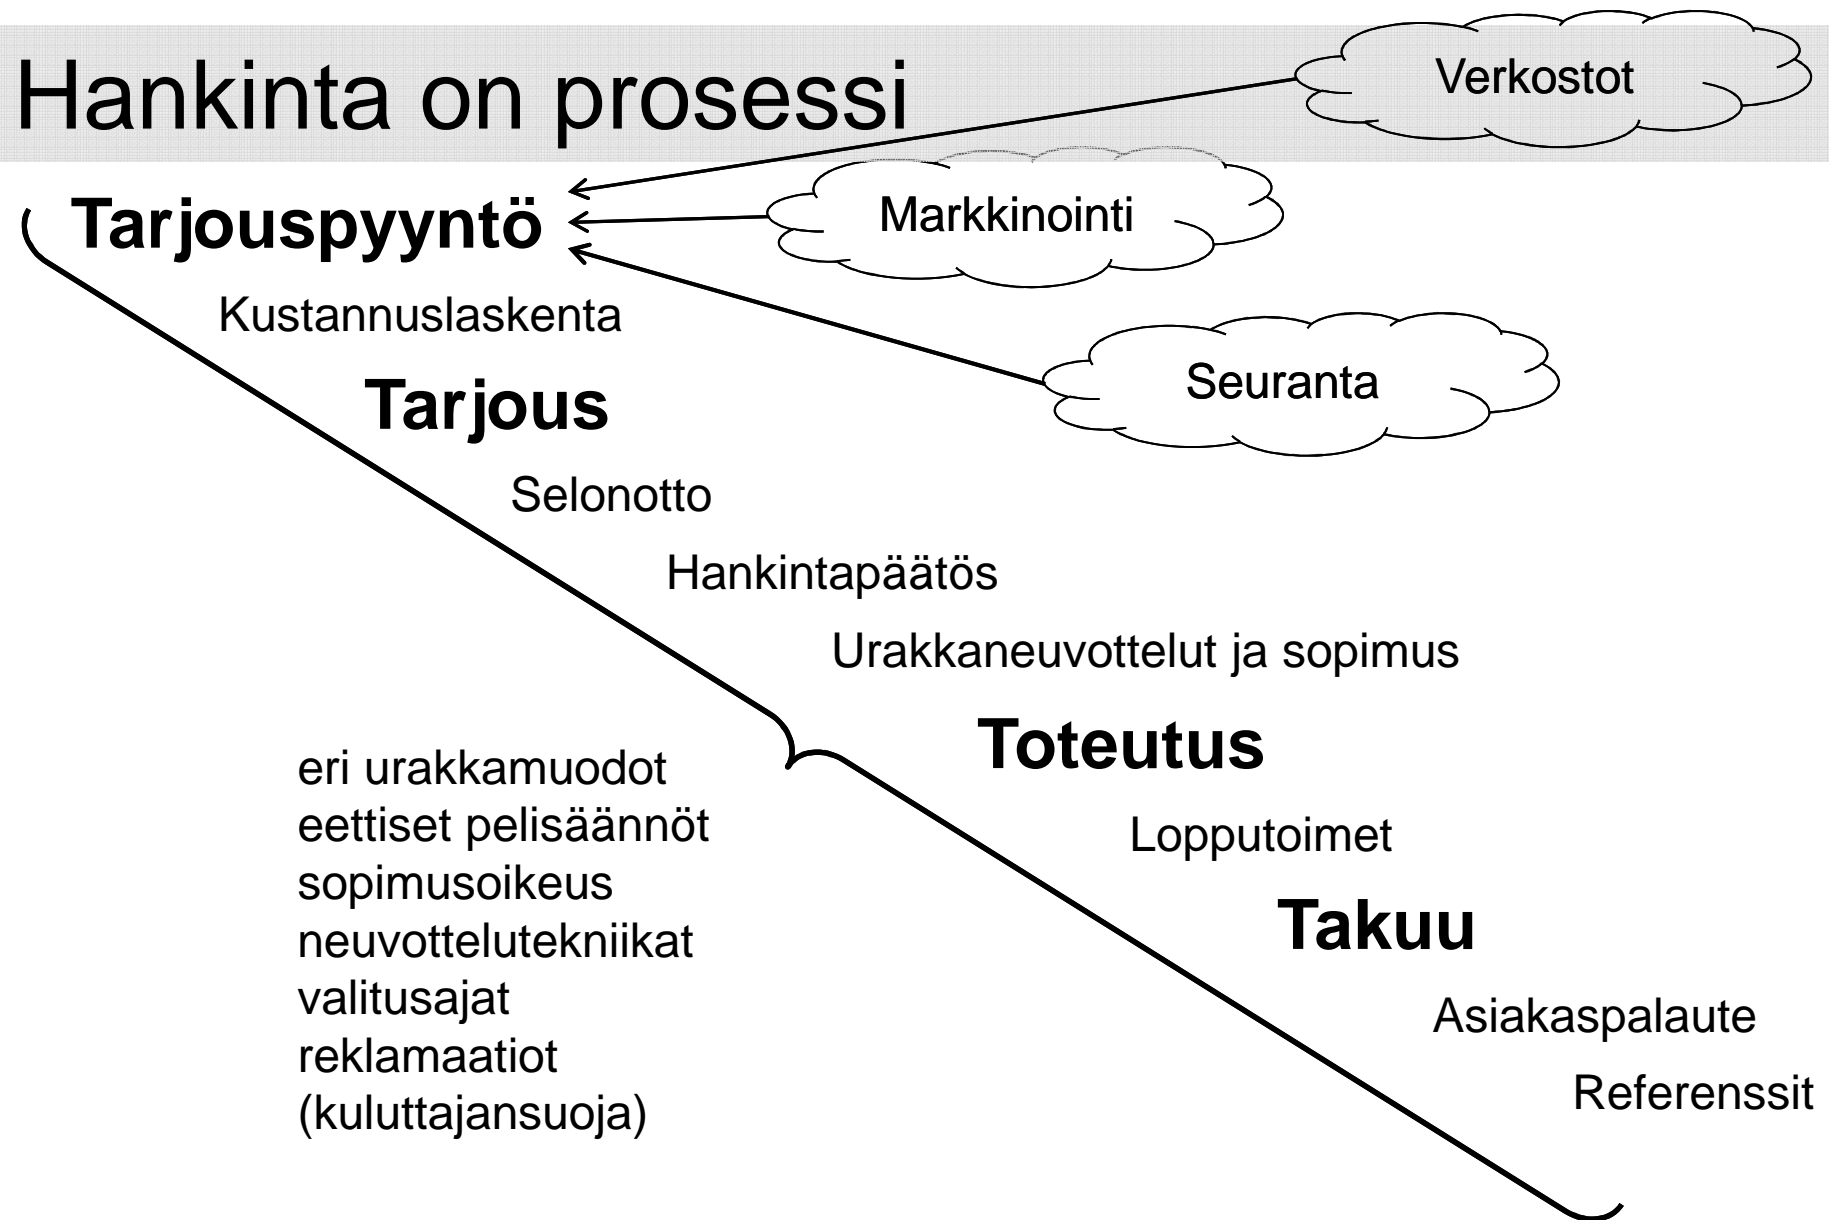 Hankinta on prosessi
Verkostot
Tarjouspyyntö
Markkinointi
Kustannuslaskenta
Seuranta
Tarjous
Selonotto
Hankintapäätös
Urakkaneuvottelut ja sopimus
Toteutus
Lopputoimet
Takuu
Asiakaspalaute
Referenssit
eri urakkamuodot
eettiset pelisäännöt
sopimusoikeus
neuvottelutekniikat
valitusajat
reklamaatiot
(kuluttajansuoja)